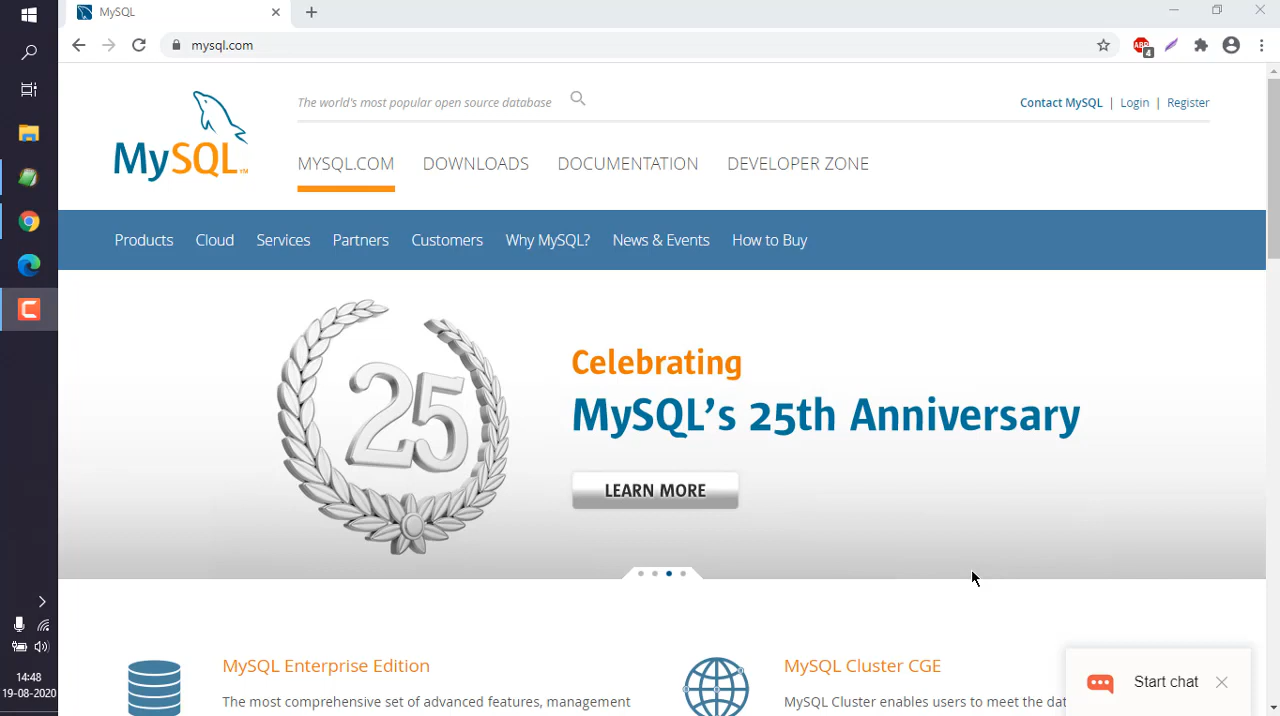 MySQL
mysql.com
ABP
4
The world's most popular open source database
Contact MySQL | Login | Register
MySQL™
MYSQL.COM DOWNLOADS DOCUMENTATION DEVELOPER ZONE
Products Cloud Services Partners Customers Why MySQL? News & Events How to Buy
25
Celebrating
MySQL's 25th Anniversary
LEARN MORE
MySQL Enterprise Edition
The most comprehensive set of advanced features, management
MySQL Cluster CGE
MySQL Cluster enables users to meet the dat
Start chat
14:48
19-08-2020